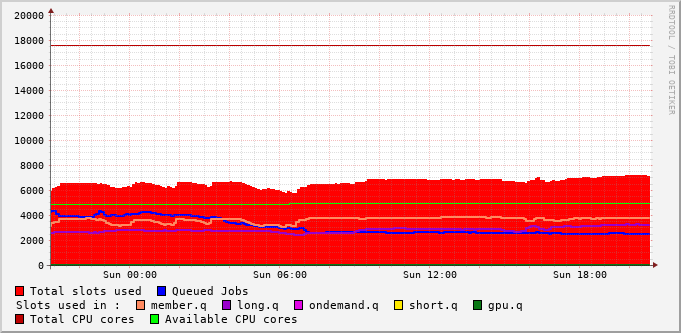 20000
18000
16000
14000
12000
10000
8000
6000
4000
2000
0
Sun 00:00 Sun 06:00 Sun 12:00 Sun 18:00
Total slots used Queued Jobs
Slots used in : member.q long.q ondemand.q short.q gpu.q
Total CPU cores Available CPU cores
RRDTOOL / TOBI OETIKER